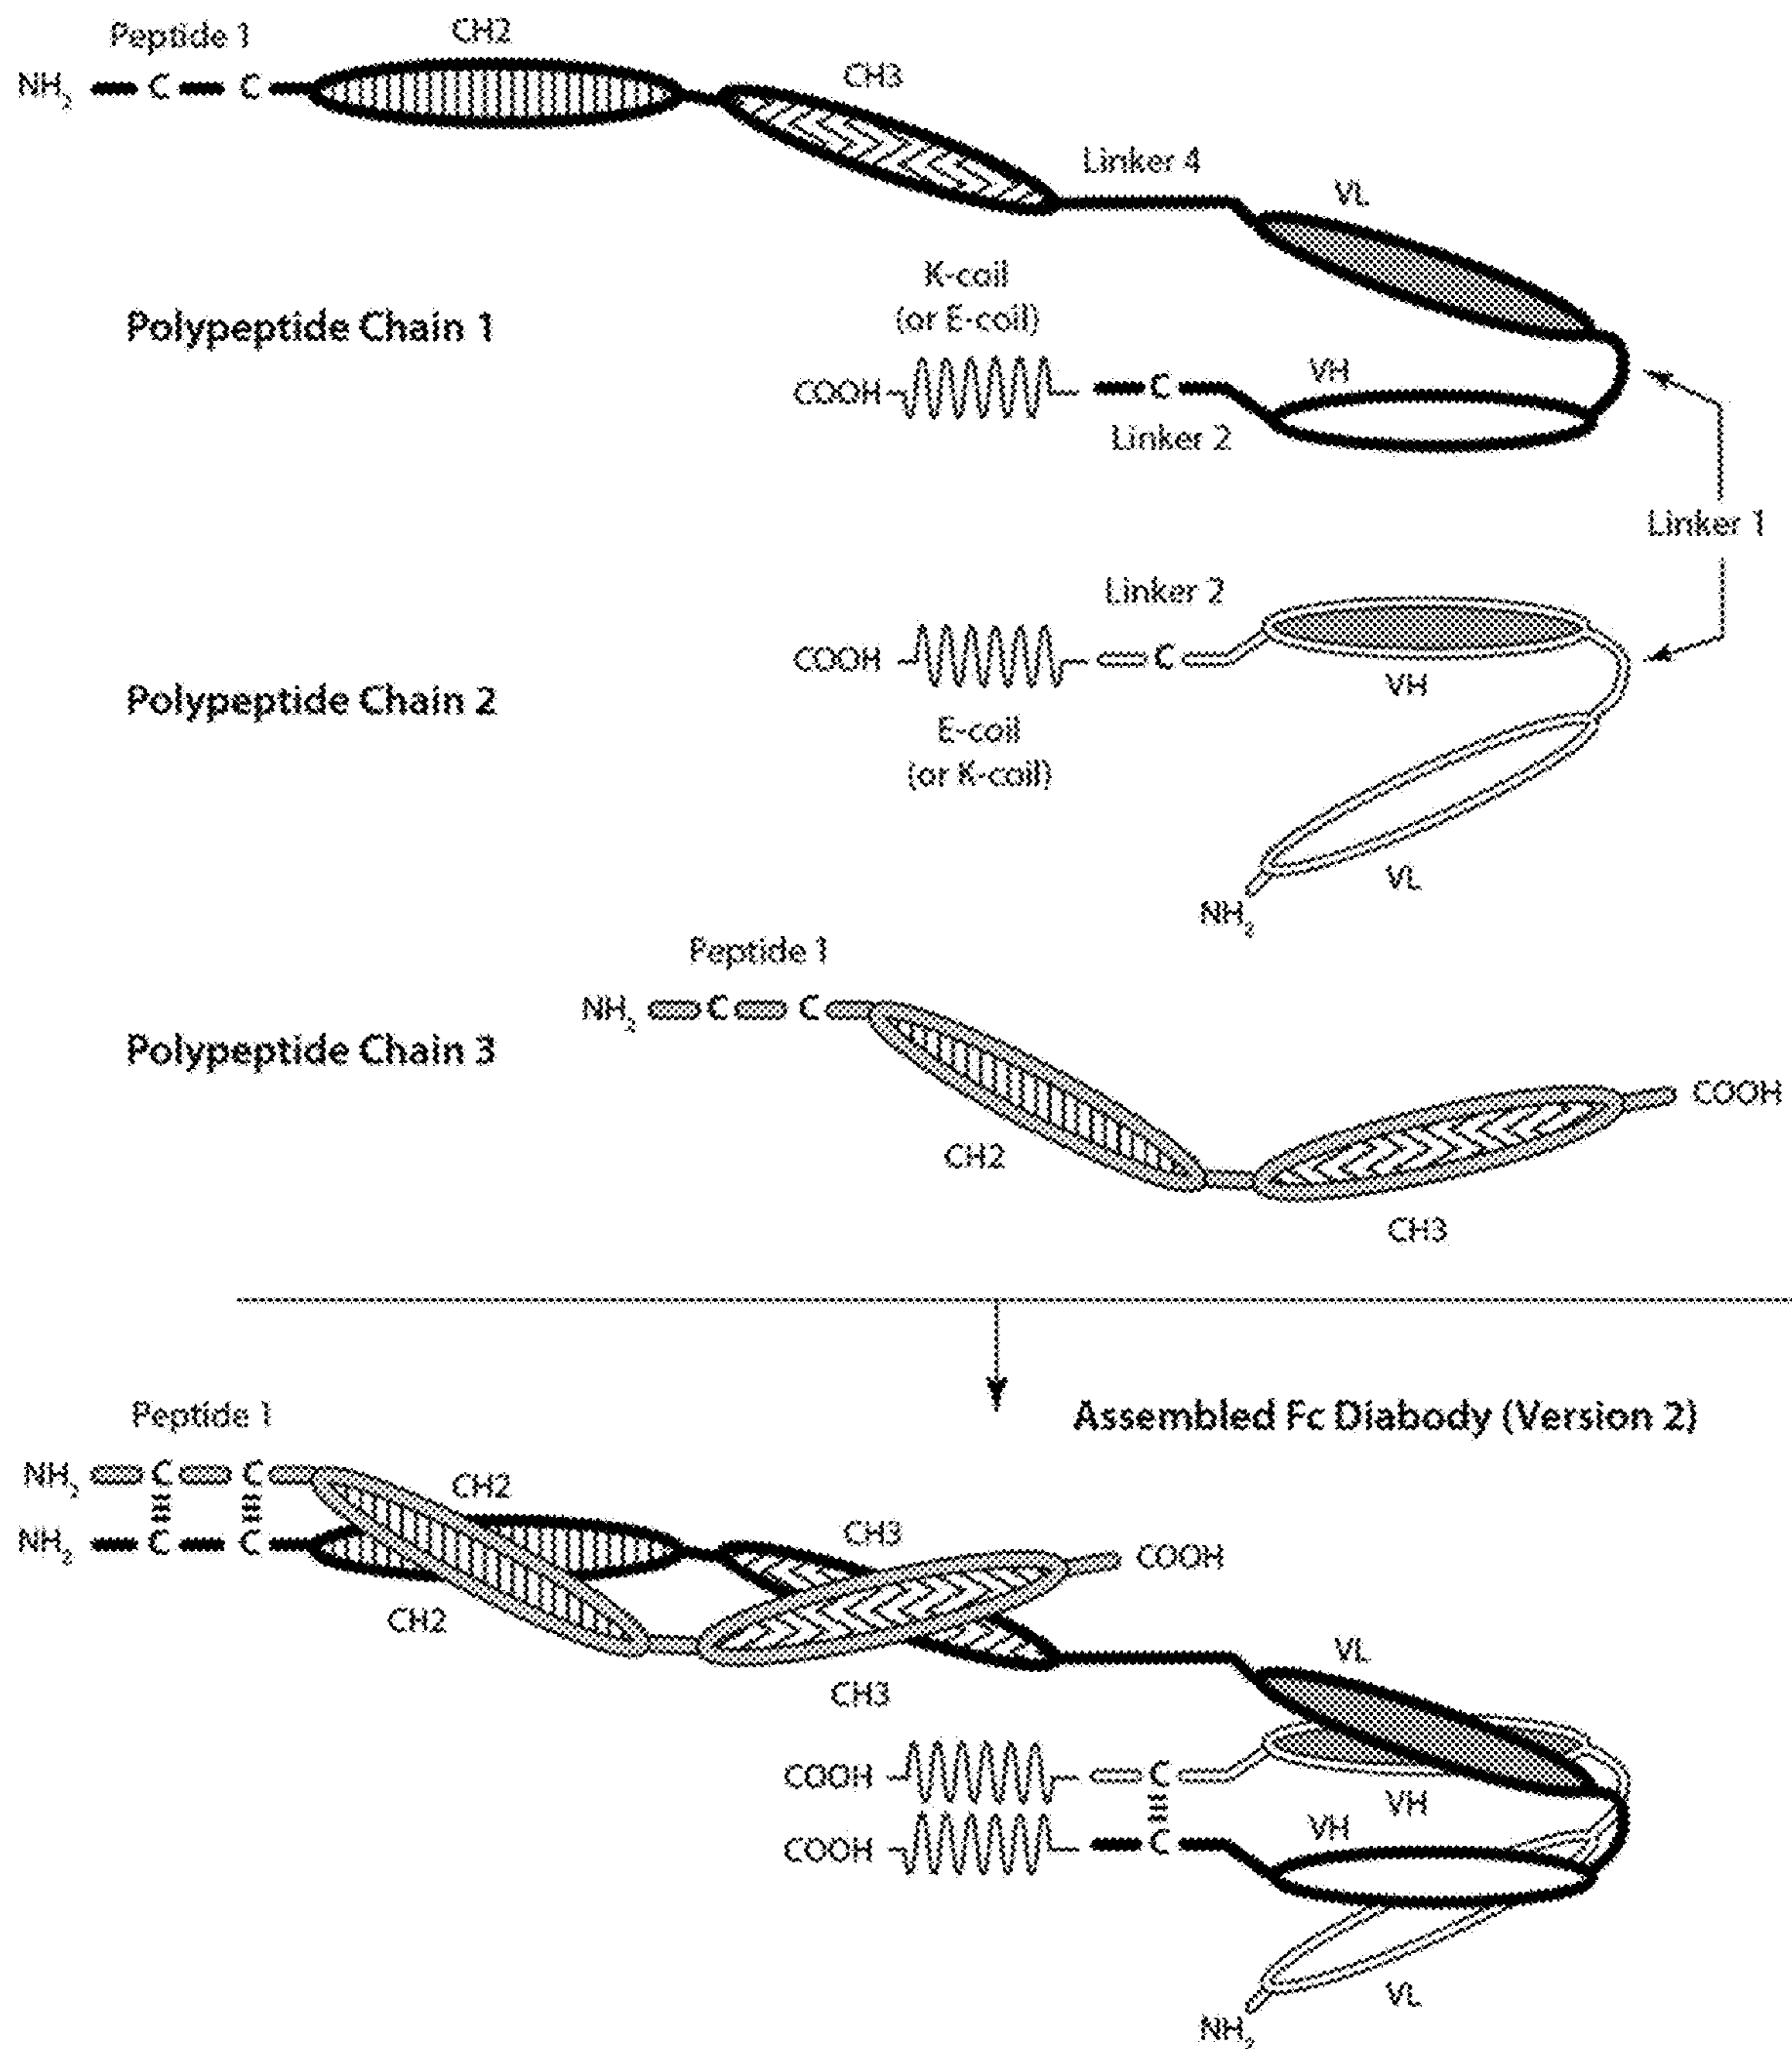 Peptide 1
CH2
NH2
C
C
CH3
Linker 4
VL
K-coil
(or E-coil)
Polypeptide Chain 1
VH
COOH
C
Linker 2
Linker 1
Linker 2
COOH
C
VH
Polypeptide Chain 2
E-coil
(or K-coil)
VL
NH2
Peptide 1
NH2
C
C
Polypeptide Chain 3
COOH
CH2
CH3
Assembled Fc Diabody (Version 2)
Peptide 1
NH2
C
C
CH2
CH3
NH2
C
C
COOH
CH2
VL
CH3
COOH
C
VH
VH
COOH
C
VL
NH2